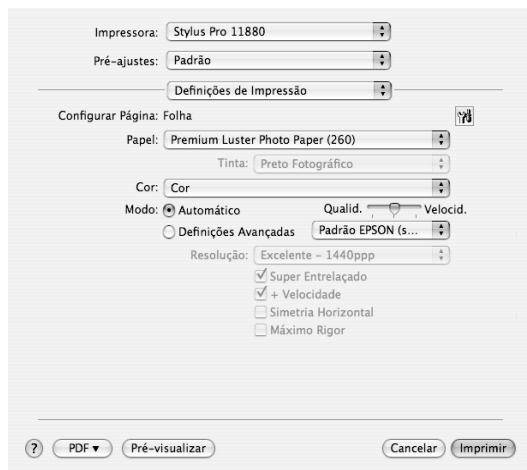 Impressora: Stylus Pro 11880
Pré-ajustes: Padrão
Definições de Impressão
Configurar Página: Folha
Papel: Premium Luster Photo Paper (260)
Tinta: Preto Fotográfico
Cor: Cor
Modo: Automático Qualid. Velocid.
Definições Avançadas Padrão EPSON (s...
Resolução: Excelente – 1440ppp
Super Entrelaçado
+ Velocidade
Simetria Horizontal
Máximo Rigor
? PDF ▼ Pré-visualizar Cancelar Imprimir